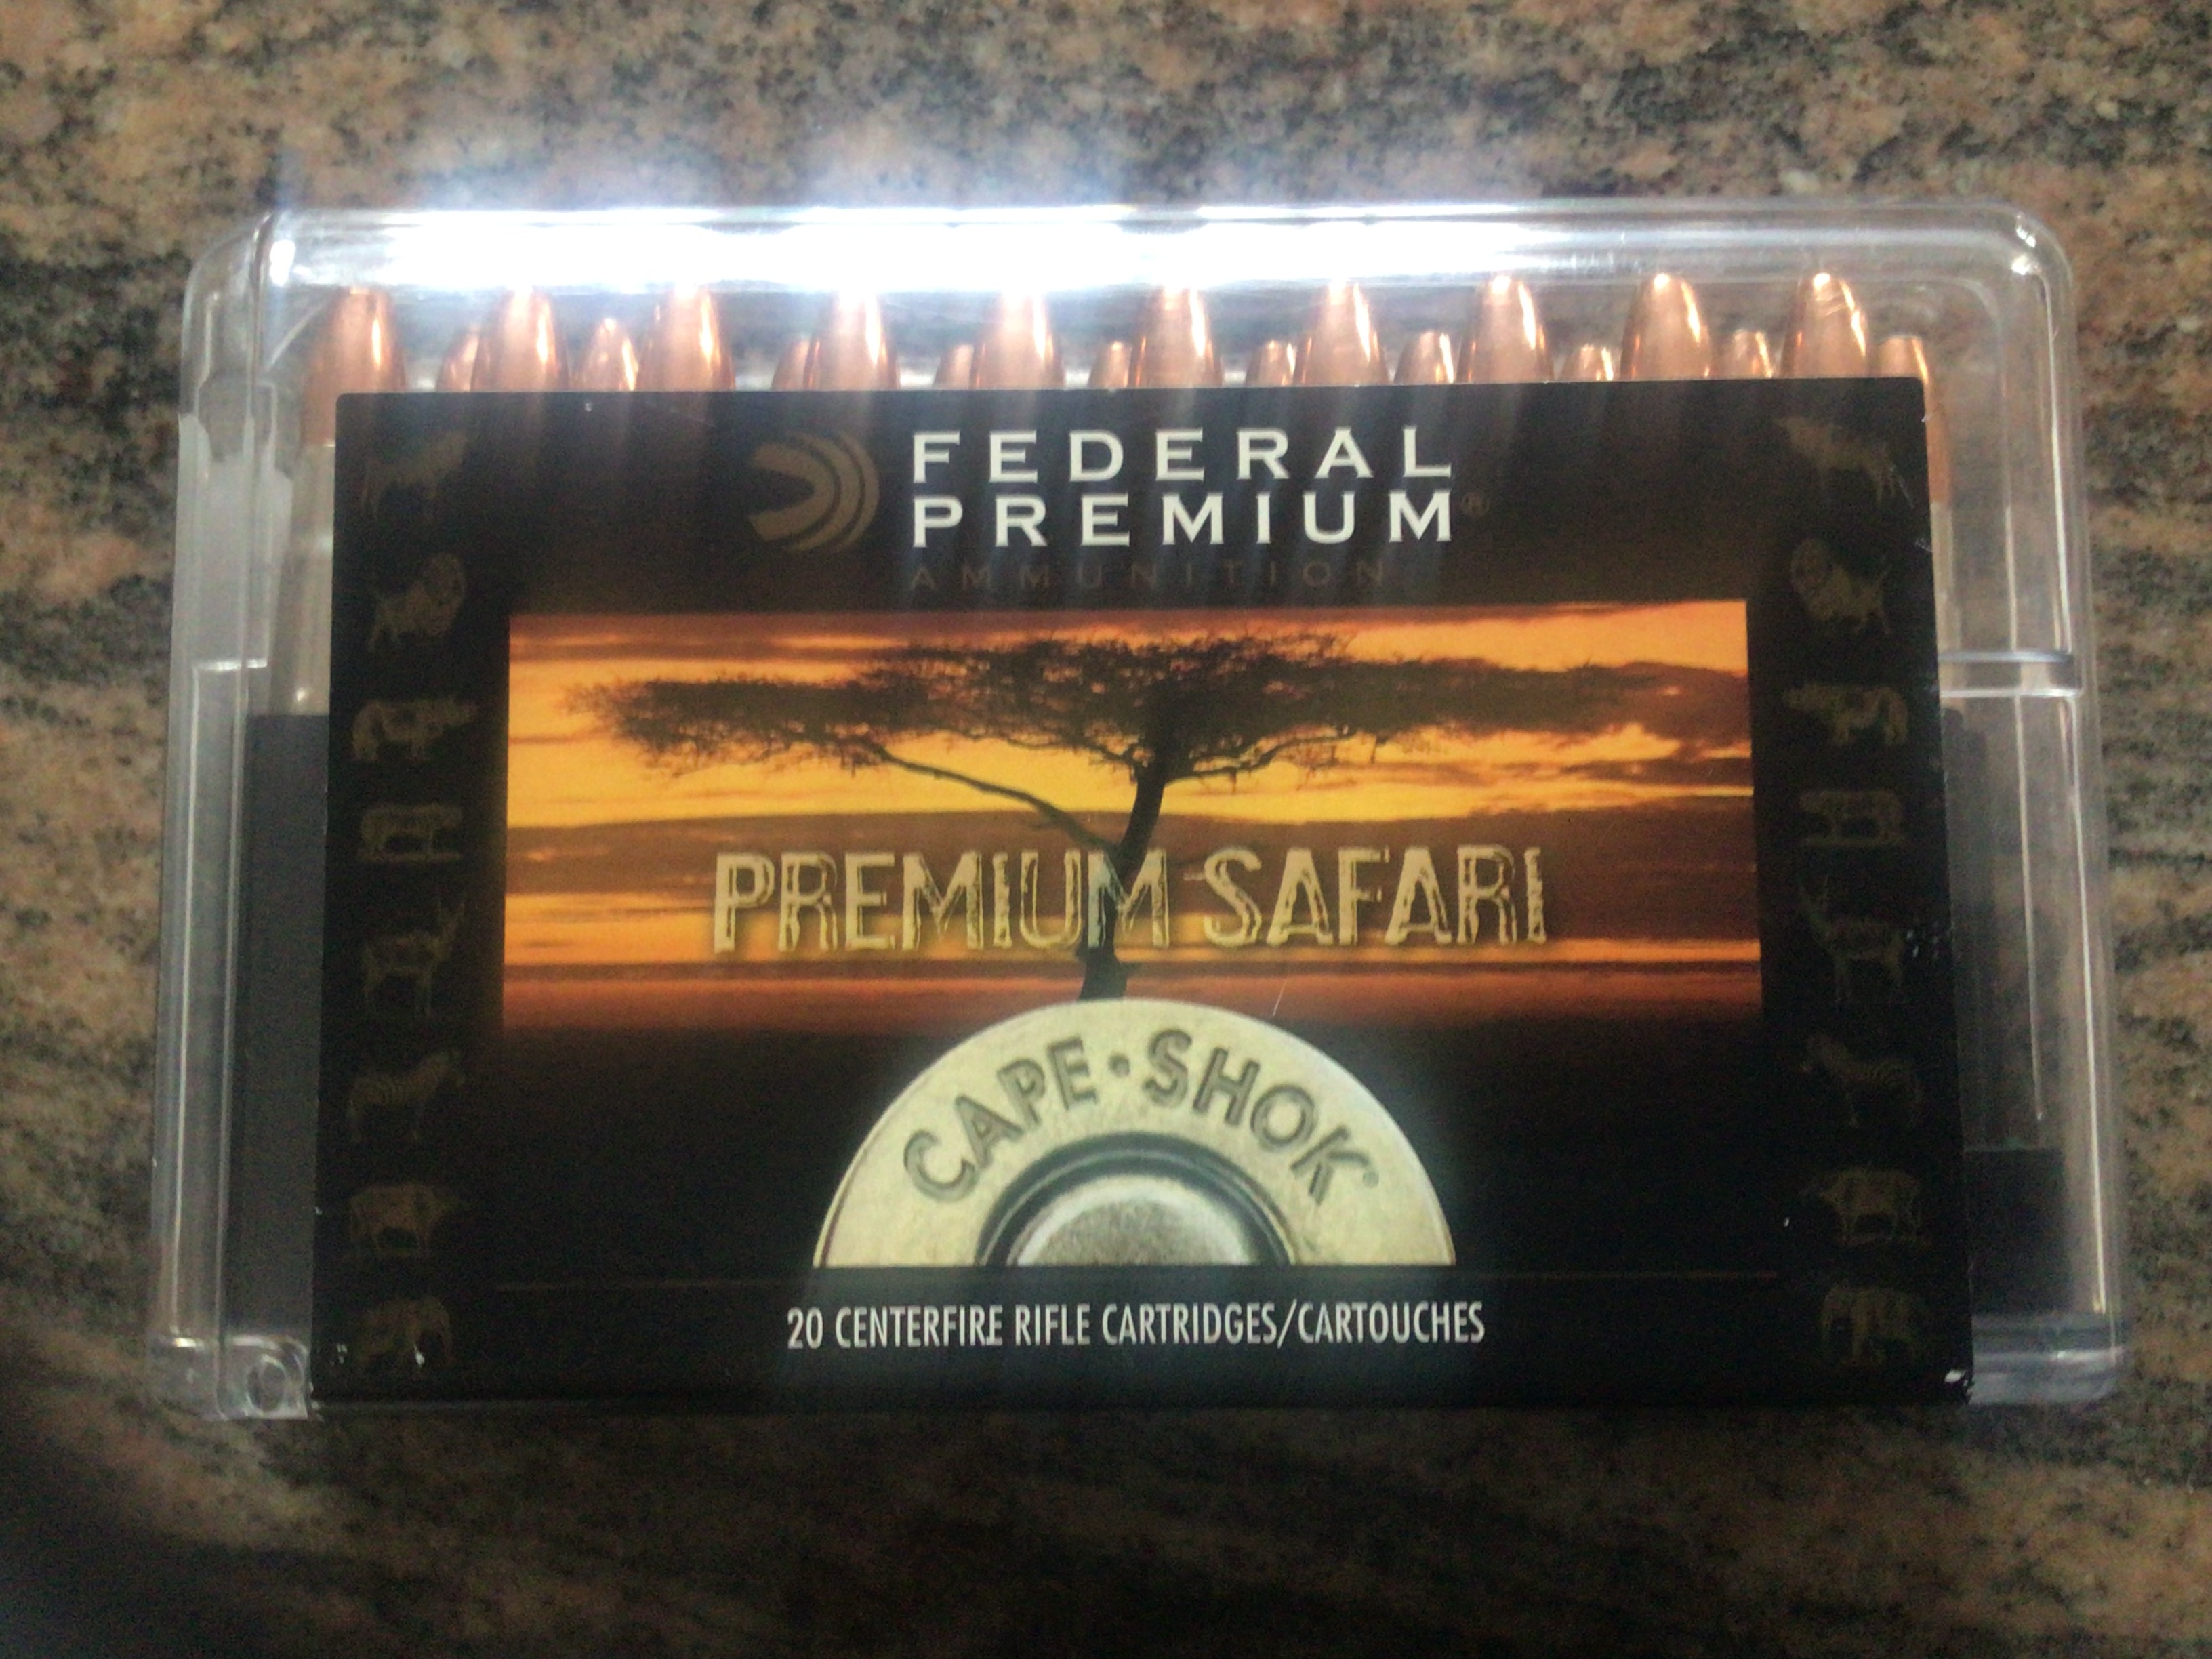 FEDERAL
PREMIUM®
AMMUNITION
PREMIUM SAFARI
CAPE•SHOK®
20 CENTERFIRE RIFLE CARTRIDGES/CARTOUCHES